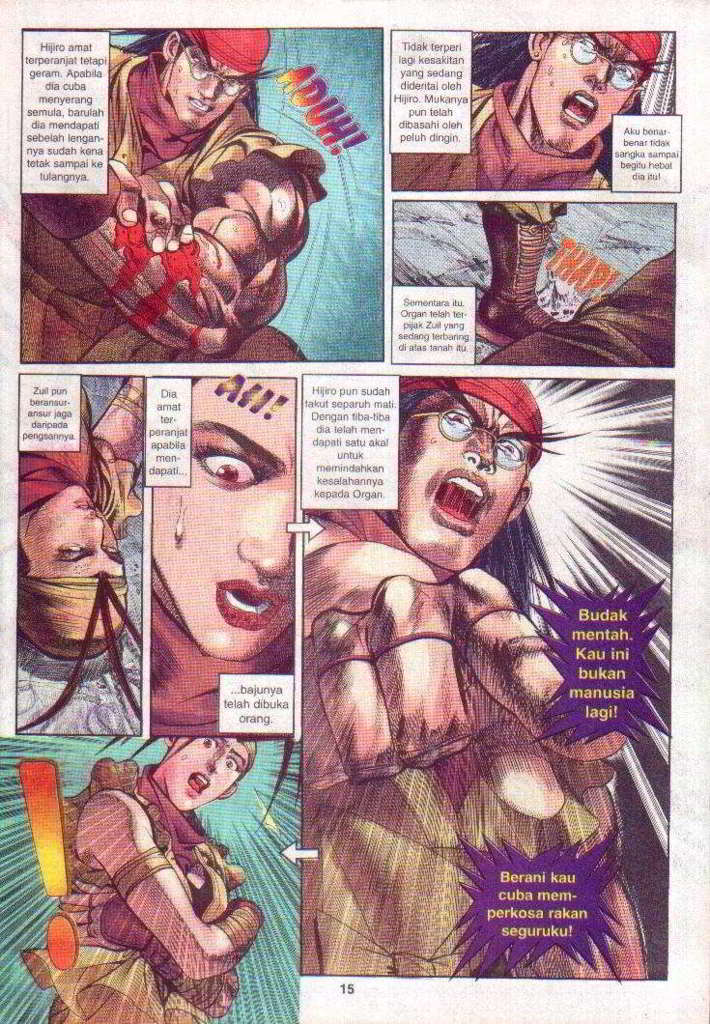 Hijiro amat
terperanjat tetapi
geram. Apabila
dia cuba
menyerang
semula, barulah
dia mendapati
sebelah lengan-
nya sudah kena
tetak sampai ke
tulangnya.
ADUH!
Tidak terperi
lagi kesakitan
yang sedang
dideritai oleh
Hijiro. Mukanya
pun telah
dibasahi oleh
peluh dingin.
Aku benar-
benar tidak
sangka sampai
begitu hebat
dia itu!
Sementara itu,
Organ telah ter-
pijak Zuil yang
sedang terbaring
di atas tanah itu.
THAP!
Zuil pun
beransur-
ansur jaga
daripada
pengsannya.
Dia
amat
ter-
peranjat
apabila
men-
dapati...
AH!
...bajunya
telah dibuka
orang.
Hijiro pun sudah
takut separuh mati.
Dengan tiba-tiba
dia telah men-
dapati satu akal
untuk
memindahkan
kesalahannya
kepada Organ.
Budak
mentah.
Kau ini
bukan
manusia
lagi!
Berani kau
cuba mem-
perkosa rakan
seguruku!
!
15